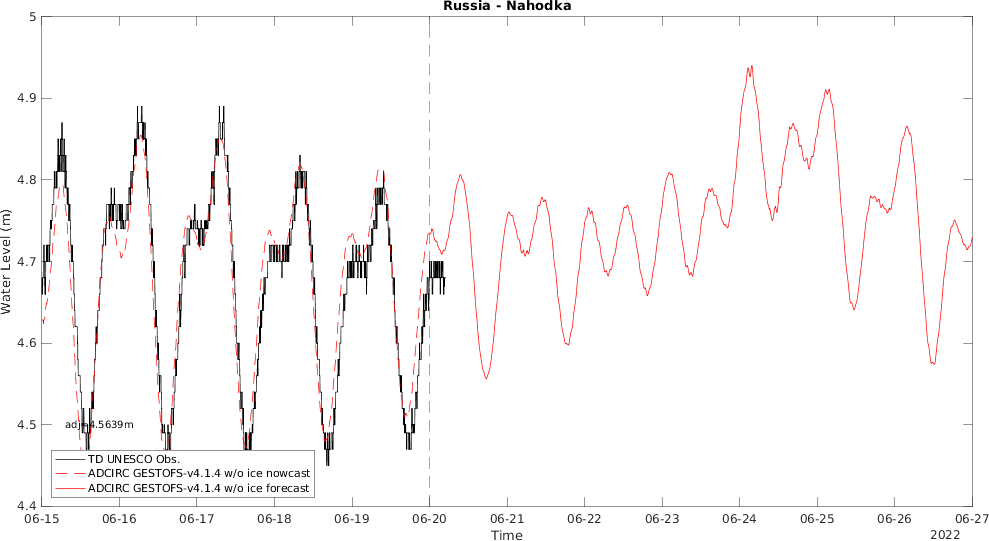 Russia - Nahodka
5
4.9
4.8
4.7
4.6
4.5
4.4
Water Level (m)
adj=4.5639m
TD UNESCO Obs.
ADCIRC GESTOFS-v4.1.4 w/o ice nowcast
ADCIRC GESTOFS-v4.1.4 w/o ice forecast
06-15 06-16 06-17 06-18 06-19 06-20 06-21 06-22 06-23 06-24 06-25 06-26 06-27
Time
2022